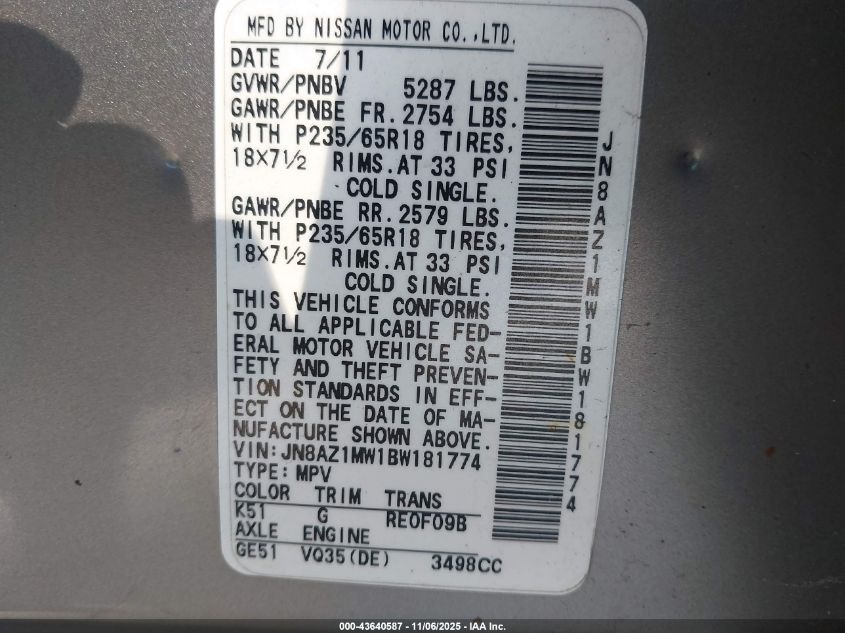 MFD BY NISSAN MOTOR CO.,LTD.
DATE 7/11
GVWR/PNBV 5287 LBS.
GAWR/PNBE FR. 2754 LBS.
WITH P235/65R18 TIRES,
18×7½ RIMS. AT 33 PSI
COLD SINGLE.
GAWR/PNBE RR. 2579 LBS.
WITH P235/65R18 TIRES,
18×7½ RIMS. AT 33 PSI
COLD SINGLE.
THIS VEHICLE CONFORMS
TO ALL APPLICABLE FED-
ERAL MOTOR VEHICLE SA-
FETY AND THEFT PREVEN-
TION STANDARDS IN EFF-
ECT ON THE DATE OF MA-
NUFACTURE SHOWN ABOVE.
VIN:JN8AZ1MW1BW181774
TYPE:MPV
COLOR TRIM TRANS
K51 G RE0F09B
AXLE ENGINE
GE51 VQ35(DE) 3498CC
JN8AZ1MW1BW181774
000-43640587 - 11/06/2025 - IAA Inc.